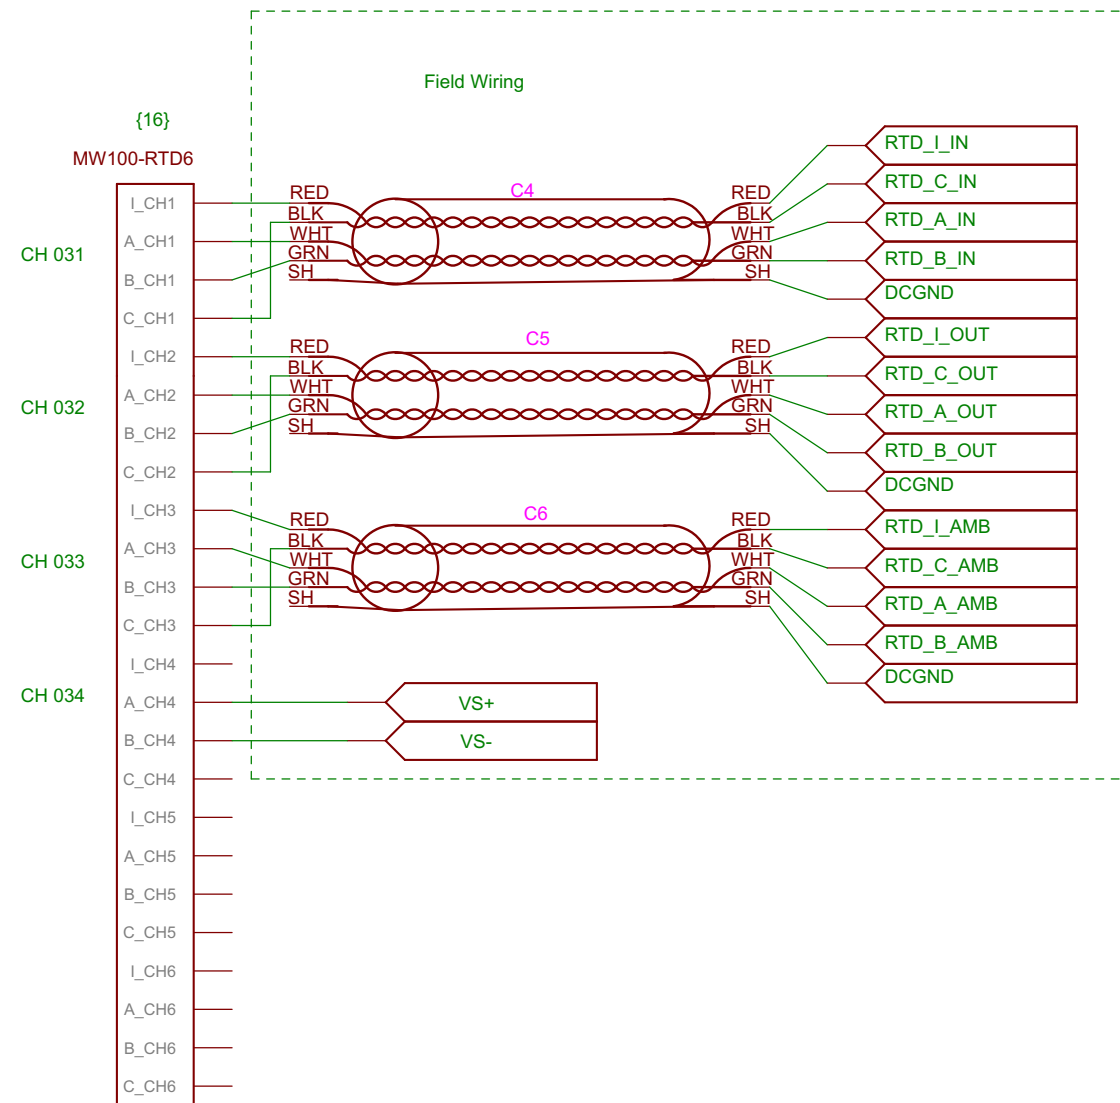 Field Wiring
{16}
MW100-RTD6
CH 031
CH 032
CH 033
CH 034
I_CH1
A_CH1
B_CH1
C_CH1
I_CH2
A_CH2
B_CH2
C_CH2
I_CH3
A_CH3
B_CH3
C_CH3
I_CH4
A_CH4
B_CH4
C_CH4
I_CH5
A_CH5
B_CH5
C_CH5
I_CH6
A_CH6
B_CH6
C_CH6
C4
RED
BLK
WHT
GRN
SH
RED
BLK
WHT
GRN
SH
RTD_I_IN
RTD_C_IN
RTD_A_IN
RTD_B_IN
DCGND
C5
RED
BLK
WHT
GRN
SH
RED
BLK
WHT
GRN
SH
RTD_I_OUT
RTD_C_OUT
RTD_A_OUT
RTD_B_OUT
DCGND
C6
RED
BLK
WHT
GRN
SH
RED
BLK
WHT
GRN
SH
RTD_I_AMB
RTD_C_AMB
RTD_A_AMB
RTD_B_AMB
DCGND
VS+
VS-